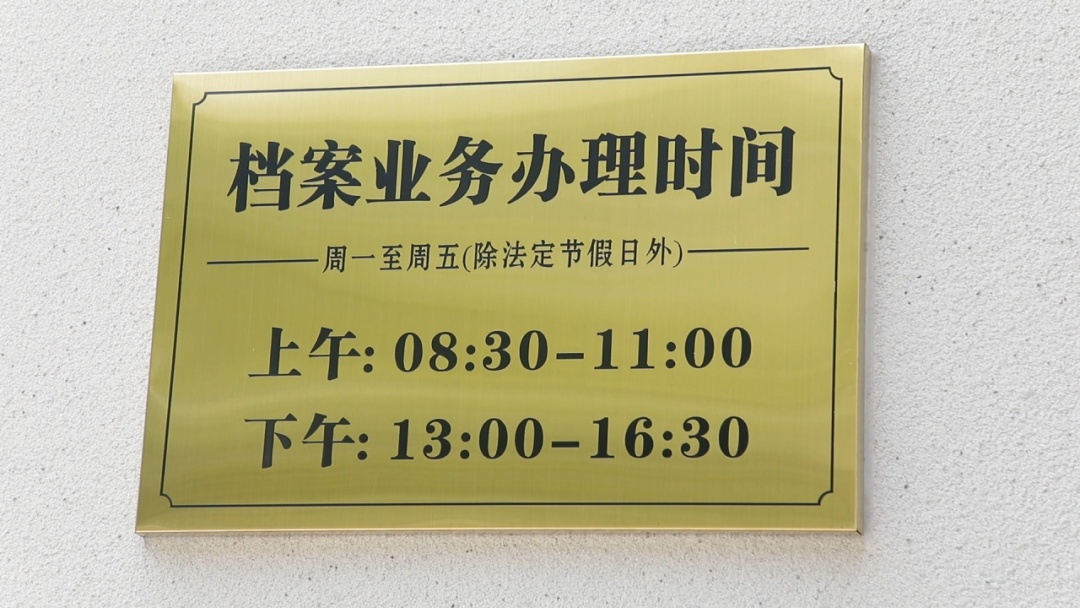 档案业务办理时间
周一至周五(除法定节假日外)
上午: 08:30-11:00
下午: 13:00-16:30